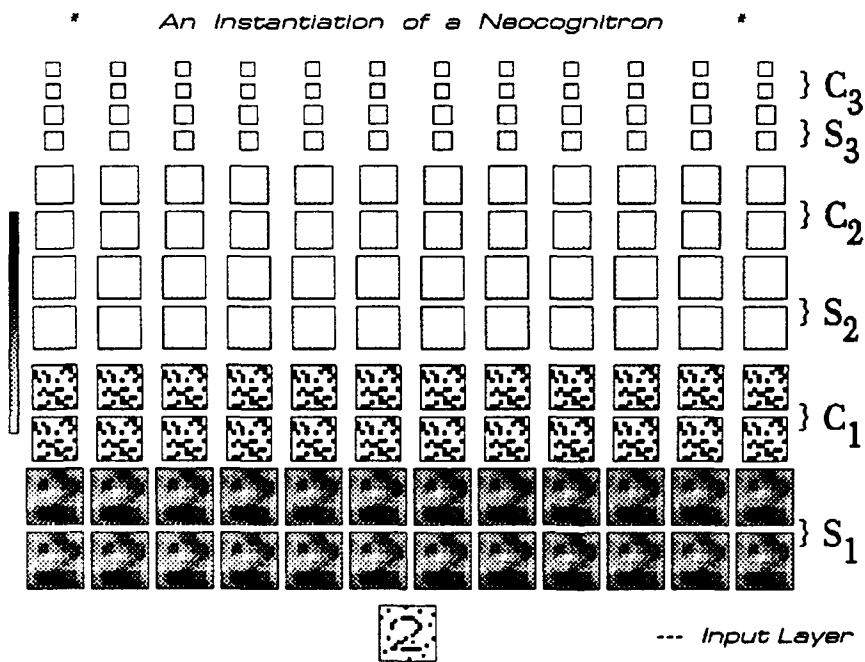 * An Instantiation of a Neocognitron *
} C3
} S3
} C2
} S2
} C1
} S1
2
--- Input Layer